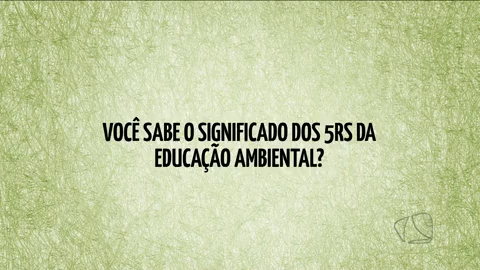 VOCÊ SABE O SIGNIFICADO DOS 5RS DA
EDUCAÇÃO AMBIENTAL?